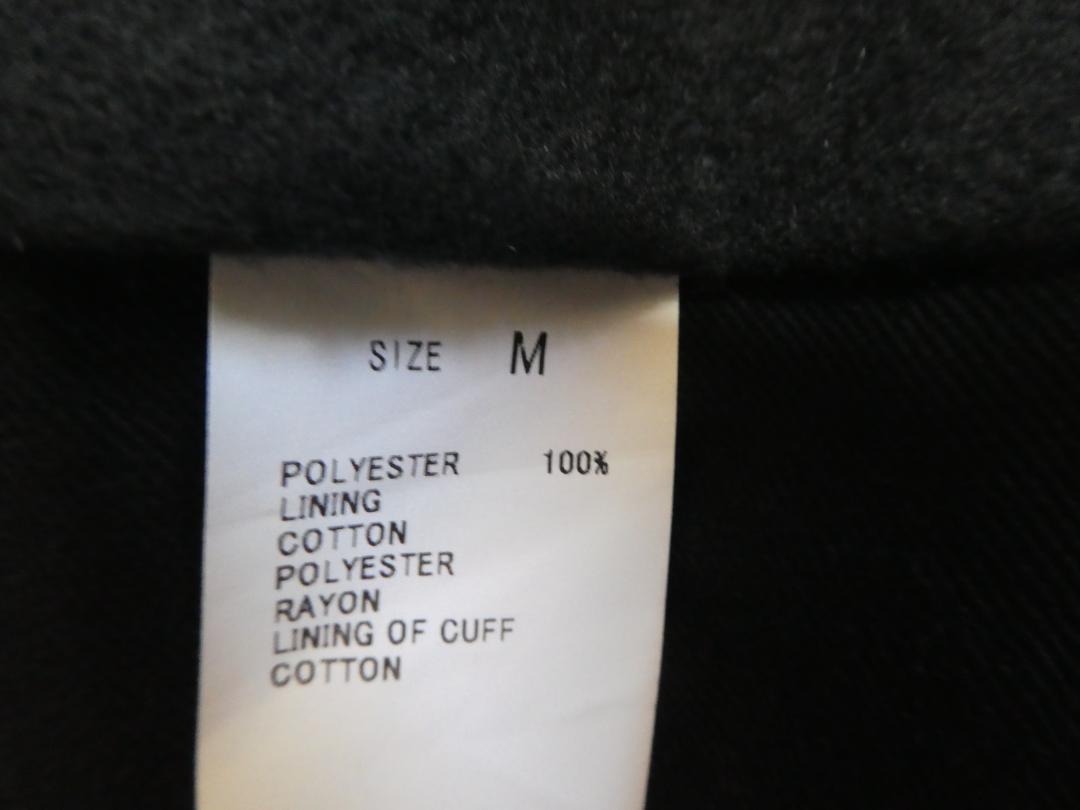 SIZE M
POLYESTER 100%
LINING
COTTON
POLYESTER
RAYON
LINING OF CUFF
COTTON